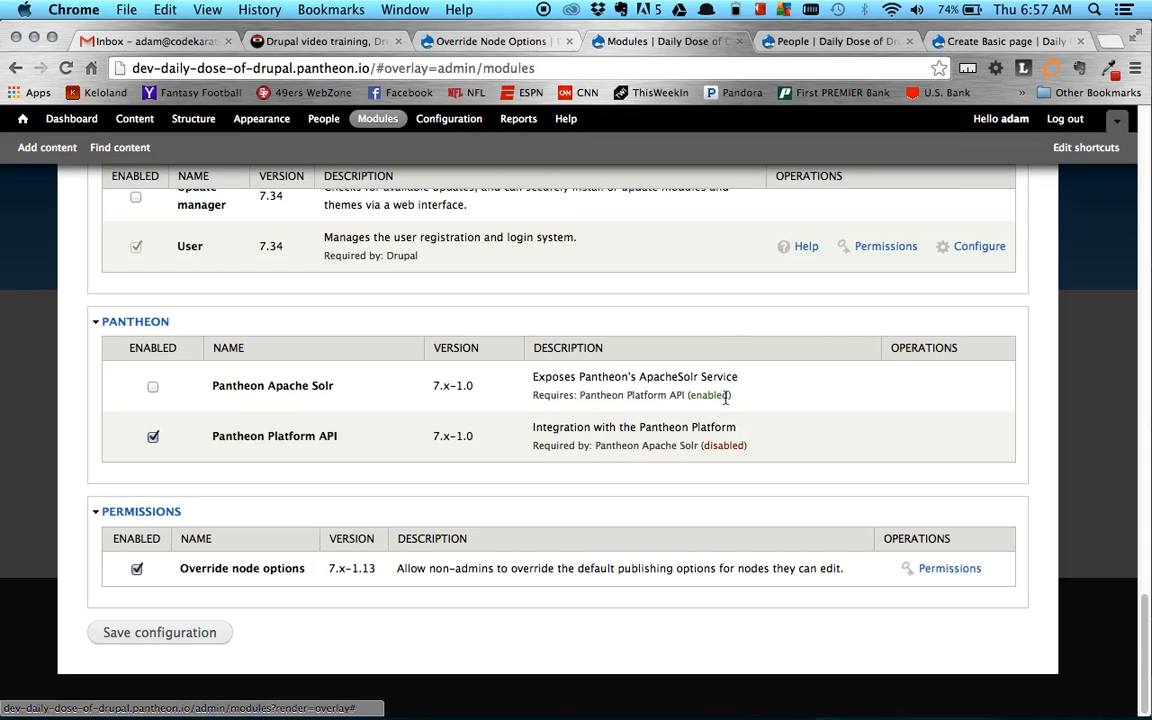 Chrome File Edit View History Bookmarks Window Help 5 74% Thu 6:57 AM
Inbox – adam@codekarat Drupal video training, Dru Override Node Options | D Modules | Daily Dose of D People | Daily Dose of Dru Create Basic page | Daily
dev-daily-dose-of-drupal.pantheon.io/#overlay=admin/modules
Apps Keloland Fantasy Football 49ers WebZone Facebook NFL ESPN CNN ThisWeekIn Pandora First PREMIER Bank U.S. Bank » Other Bookmarks
Dashboard Content Structure Appearance People Modules Configuration Reports Help Hello adam Log out
Add content Find content Edit shortcuts
ENABLED NAME VERSION DESCRIPTION OPERATIONS
Update manager 7.34 Checks for available updates, and can securely install or update modules and
themes via a web interface.
User 7.34 Manages the user registration and login system. Help Permissions Configure
Required by: Drupal
PANTHEON
ENABLED NAME VERSION DESCRIPTION OPERATIONS
Pantheon Apache Solr 7.x-1.0 Exposes Pantheon's ApacheSolr Service
Requires: Pantheon Platform API (enabled)
Pantheon Platform API 7.x-1.0 Integration with the Pantheon Platform
Required by: Pantheon Apache Solr (disabled)
PERMISSIONS
ENABLED NAME VERSION DESCRIPTION OPERATIONS
Override node options 7.x-1.13 Allow non-admins to override the default publishing options for nodes they can edit. Permissions
Save configuration
dev-daily-dose-of-drupal.pantheon.io/admin/modules?render=overlay#